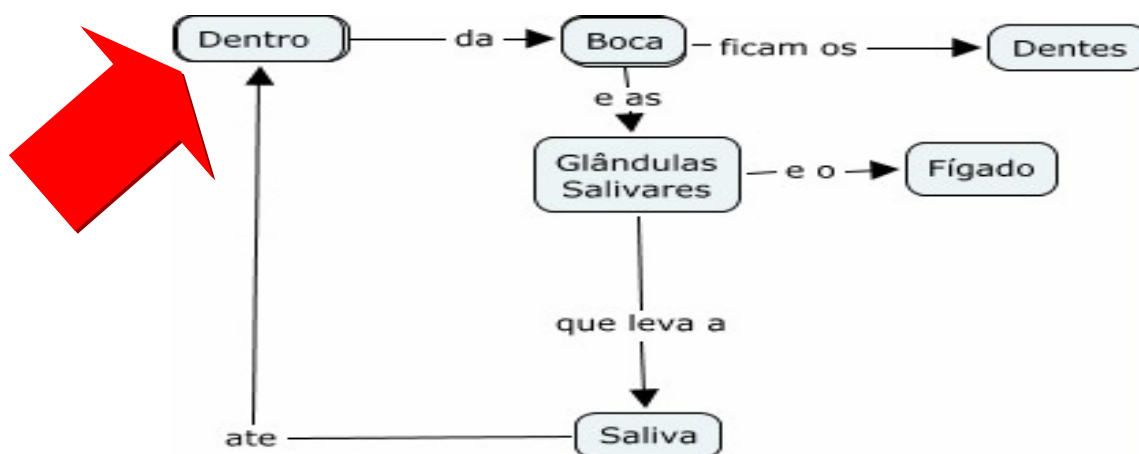 Dentro
da
Boca
ficam os
Dentes
e as
Glândulas
Salivares
e o
Fígado
que leva a
Saliva
ate